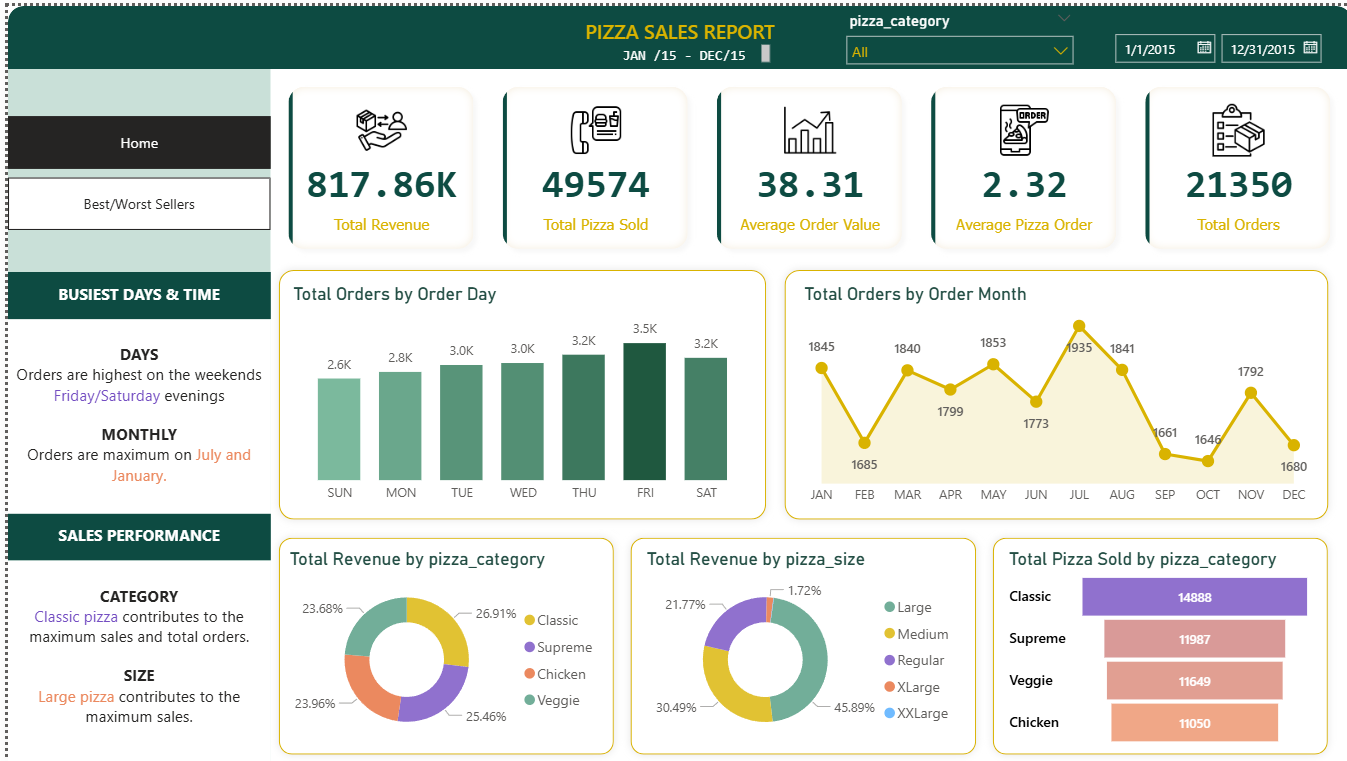 PIZZA SALES REPORT
JAN /15 - DEC/15
pizza_category
All
1/1/2015
12/31/2015
Home
Best/Worst Sellers
ORDER
817.86K
Total Revenue
49574
Total Pizza Sold
38.31
Average Order Value
2.32
Average Pizza Order
21350
Total Orders
BUSIEST DAYS & TIME
DAYS
Orders are highest on the weekends
Friday/Saturday evenings
MONTHLY
Orders are maximum on July and
January.
SALES PERFORMANCE
CATEGORY
Classic pizza contributes to the
maximum sales and total orders.
SIZE
Large pizza contributes to the
maximum sales.
Total Orders by Order Day
2.6K
2.8K
3.0K
3.0K
3.2K
3.5K
3.2K
SUN MON TUE WED THU FRI SAT
Total Orders by Order Month
1845
1685
1840
1799
1853
1773
1935
1841
1661
1646
1792
1680
JAN FEB MAR APR MAY JUN JUL AUG SEP OCT NOV DEC
Total Revenue by pizza_category
23.68%
26.91%
23.96%
25.46%
Classic
Supreme
Chicken
Veggie
Total Revenue by pizza_size
1.72%
21.77%
30.49%
45.89%
Large
Medium
Regular
XLarge
XXLarge
Total Pizza Sold by pizza_category
Classic 14888
Supreme 11987
Veggie 11649
Chicken 11050